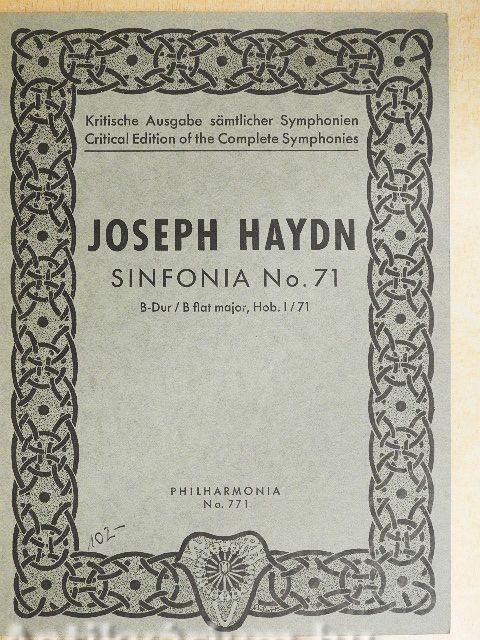 Kritische Ausgabe sämtlicher Symphonien
Critical Edition of the Complete Symphonies
JOSEPH HAYDN
SINFONIA No. 71
B-Dur / B flat major, Hob. I / 71
PHILHARMONIA
No. 771
102-